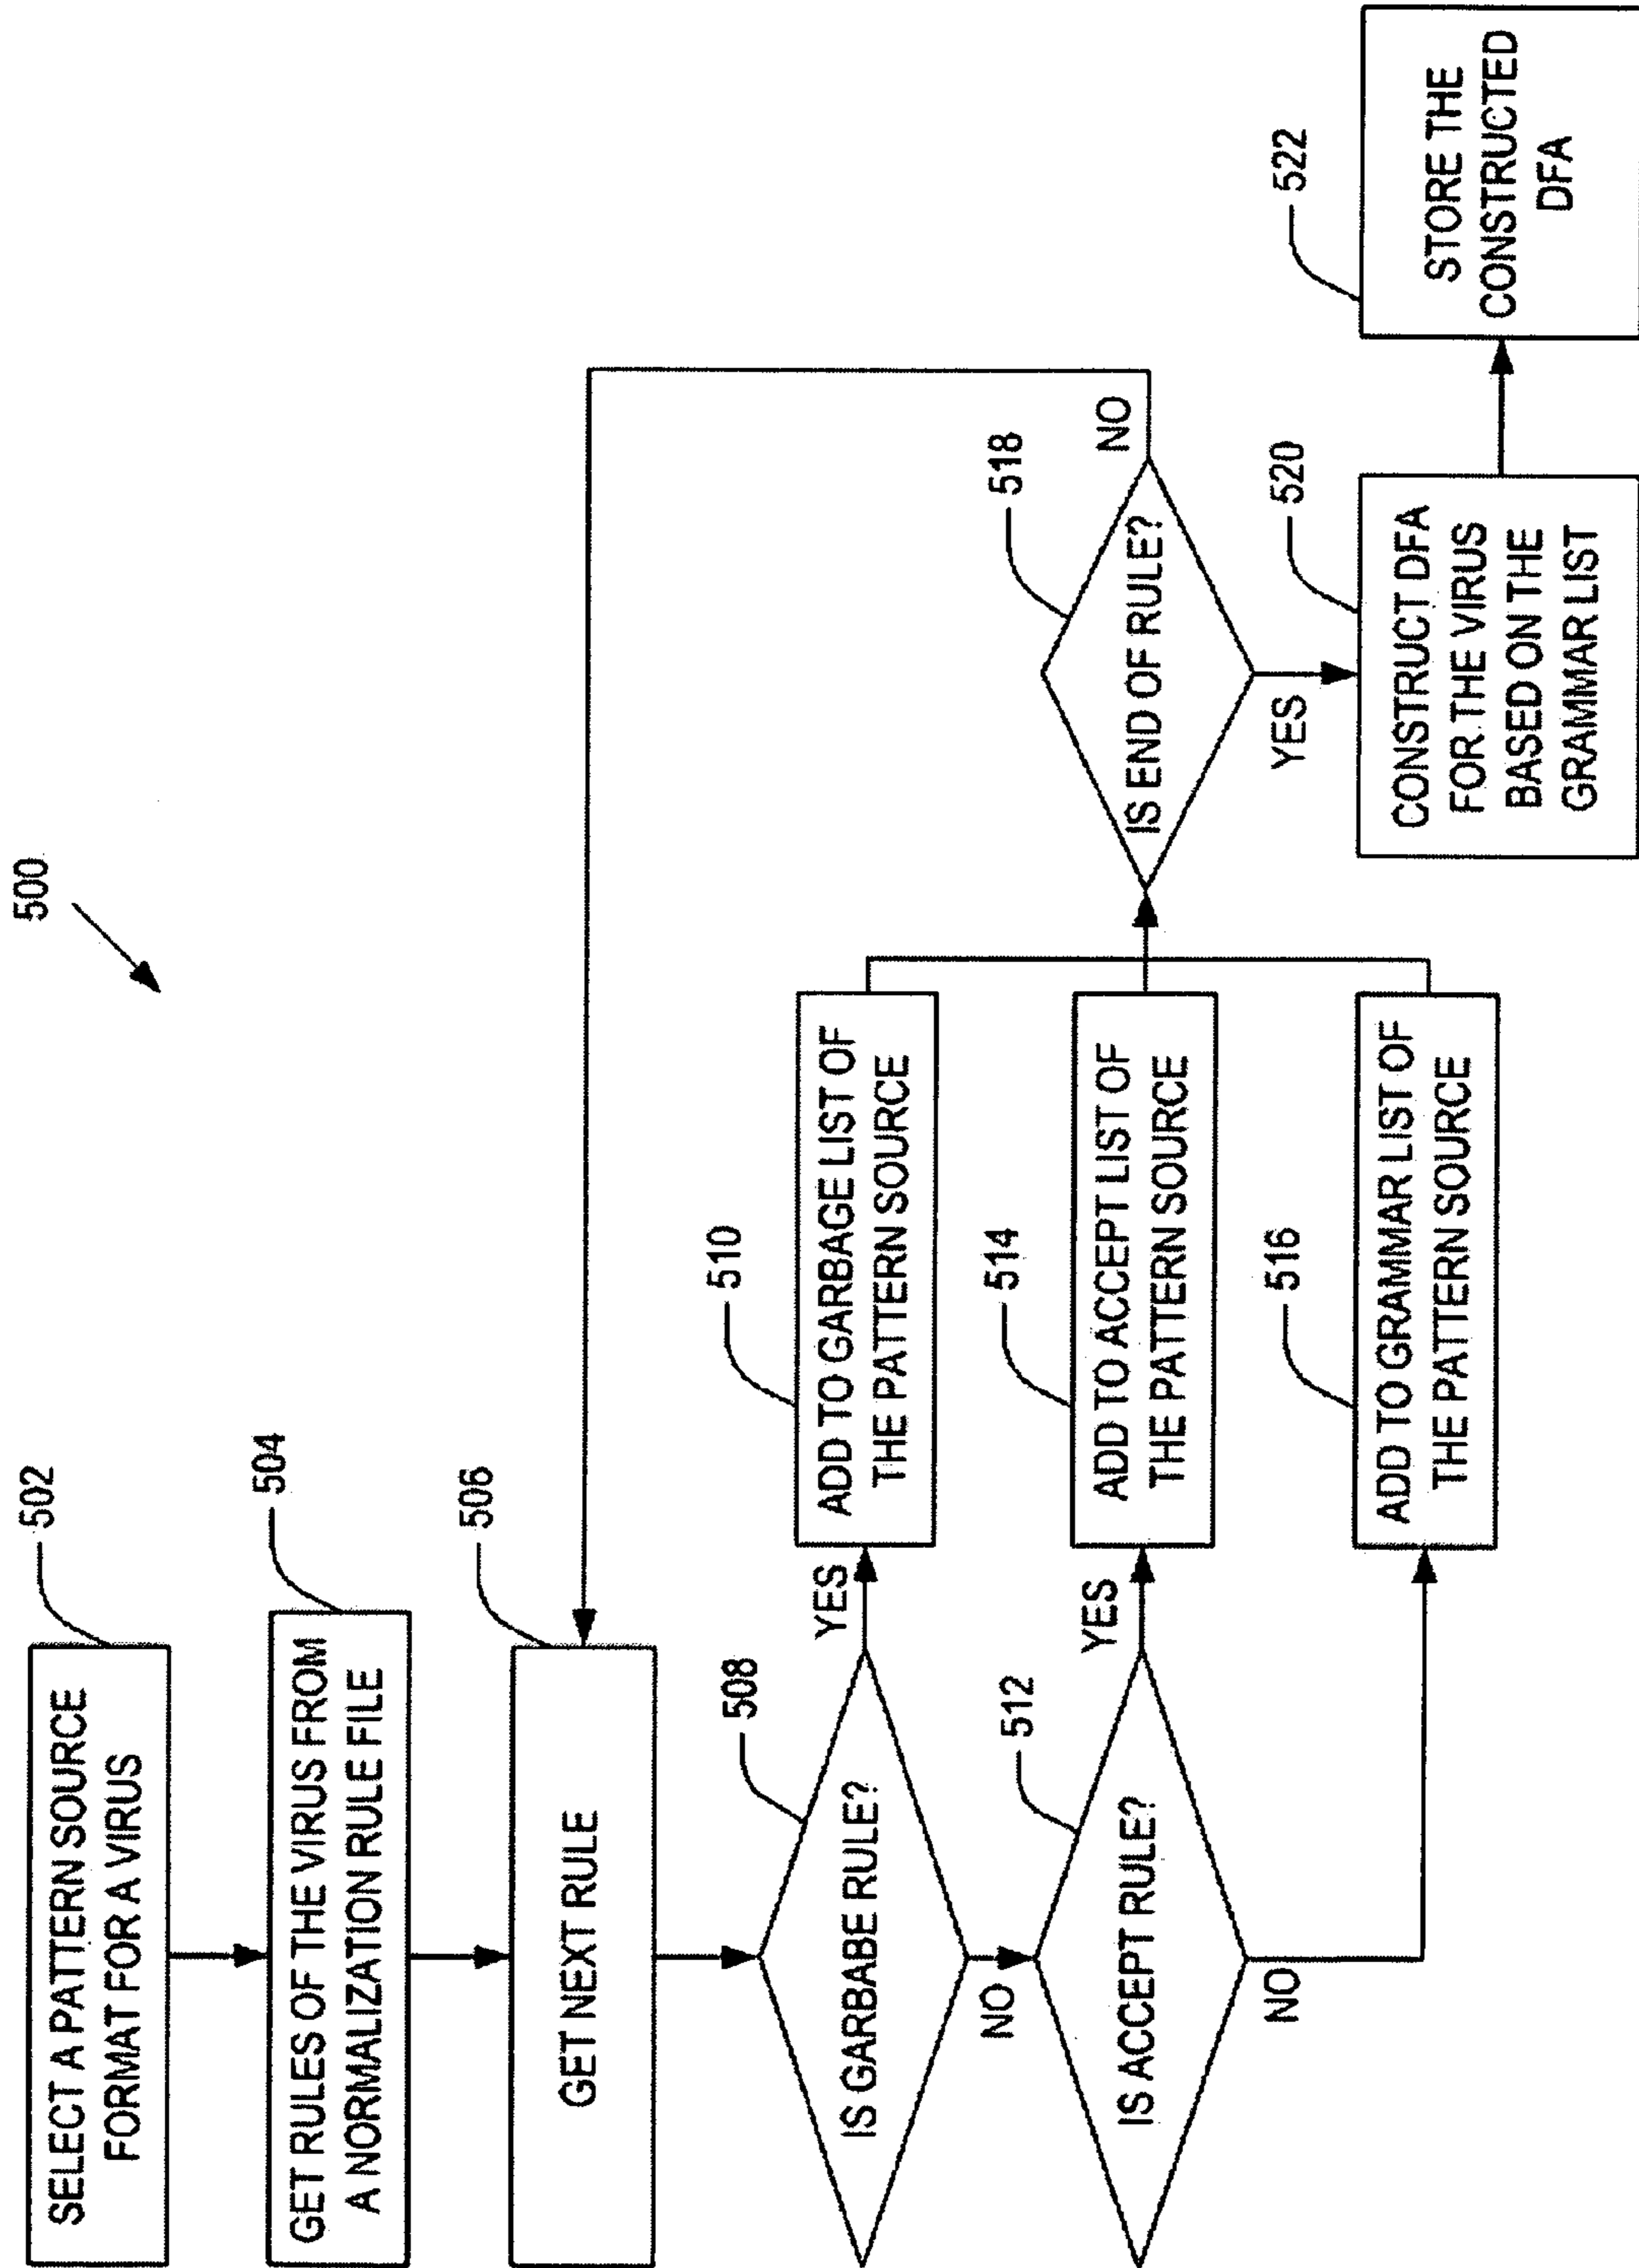 500
502
SELECT A PATTERN SOURCE
FORMAT FOR A VIRUS
504
GET RULES OF THE VIRUS FROM
A NORMALIZATION RULE FILE
506
GET NEXT RULE
508
IS GARBABE RULE?
YES
NO
510
ADD TO GARBAGE LIST OF
THE PATTERN SOURCE
512
IS ACCEPT RULE?
YES
NO
514
ADD TO ACCEPT LIST OF
THE PATTERN SOURCE
516
ADD TO GRAMMAR LIST OF
THE PATTERN SOURCE
518
IS END OF RULE?
NO
YES
520
CONSTRUCT DFA
FOR THE VIRUS
BASED ON THE
GRAMMAR LIST
522
STORE THE
CONSTRUCTED
DFA